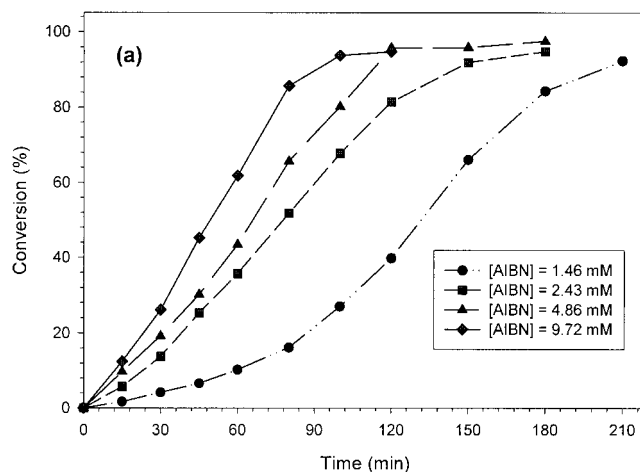 (a)
Conversion (%)
100
80
60
40
20
0
[AIBN] = 1.46 mM
[AIBN] = 2.43 mM
[AIBN] = 4.86 mM
[AIBN] = 9.72 mM
0 30 60 90 120 150 180 210
Time (min)